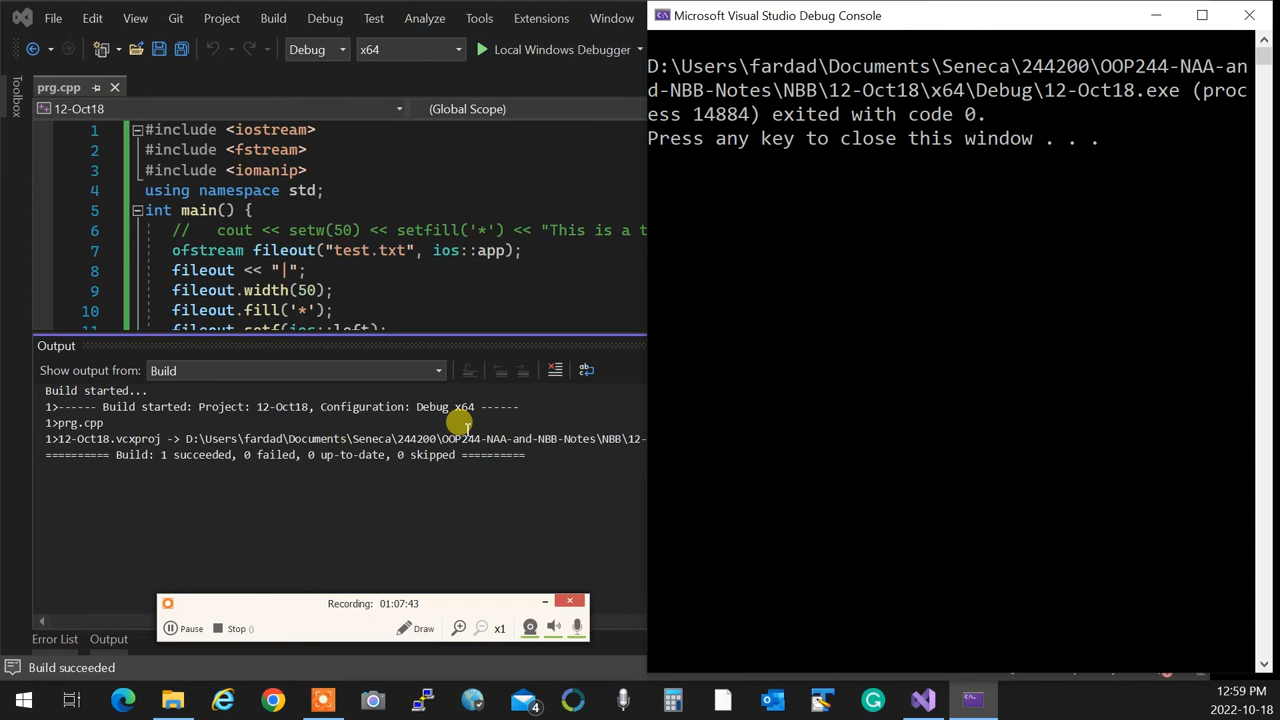 File Edit View Git Project Build Debug Test Analyze Tools Extensions Window
Debug x64 Local Windows Debugger
Toolbox
prg.cpp
12-Oct18 (Global Scope)
1 #include <iostream>
2 #include <fstream>
3 #include <iomanip>
4 using namespace std;
5 int main() {
6 // cout << setw(50) << setfill('*') << "This is a t
7 ofstream fileout("test.txt", ios::app);
8 fileout << "|";
9 fileout.width(50);
10 fileout.fill('*');
11 fileout.setf(ios::left);
Output
Show output from: Build
Build started...
1>------ Build started: Project: 12-Oct18, Configuration: Debug x64 ------
1>prg.cpp
1>12-Oct18.vcxproj -> D:\Users\fardad\Documents\Seneca\244200\OOP244-NAA-and-NBB-Notes\NBB\12-
========== Build: 1 succeeded, 0 failed, 0 up-to-date, 0 skipped ==========
Recording: 01:07:43
Pause Stop () Draw x1
Error List Output
Build succeeded
Microsoft Visual Studio Debug Console
D:\Users\fardad\Documents\Seneca\244200\OOP244-NAA-an
d-NBB-Notes\NBB\12-Oct18\x64\Debug\12-Oct18.exe (proc
ess 14884) exited with code 0.
Press any key to close this window . . .
4
12:59 PM
2022-10-18